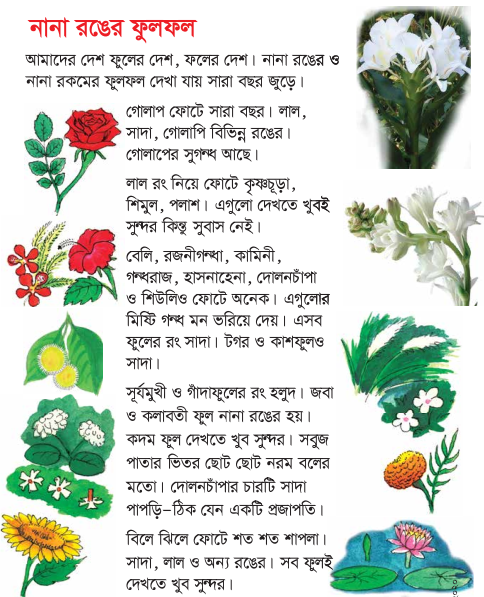 নানা রঙের ফুলফল
আমাদের দেশ ফুলের দেশ, ফলের দেশ। নানা রঙের ও
নানা রকমের ফুলফল দেখা যায় সারা বছর জুড়ে।
গোলাপ ফোটে সারা বছর। লাল,
সাদা, গোলাপি বিভিন্ন রঙের।
গোলাপের সুগন্ধ আছে।
লাল রং নিয়ে ফোটে কৃষ্ণচূড়া,
শিমুল, পলাশ। এগুলো দেখতে খুবই
সুন্দর কিন্তু সুবাস নেই।
বেলি, রজনীগন্ধা, কামিনী,
গন্ধরাজ, হাসনাহেনা, দোলনচাঁপা
ও শিউলিও ফোটে অনেক। এগুলোর
মিষ্টি গন্ধ মন ভরিয়ে দেয়। এসব
ফুলের রং সাদা। টগর ও কাশফুলও
সাদা।
সূর্যমুখী ও গাঁদাফুলের রং হলুদ। জবা
ও কলাবতী ফুল নানা রঙের হয়।
কদম ফুল দেখতে খুব সুন্দর। সবুজ
পাতার ভিতর ছোট ছোট নরম বলের
মতো। দোলনচাঁপার চারটি সাদা
পাপড়ি-ঠিক যেন একটি প্রজাপতি।
বিলে ঝিলে ফোটে শত শত শাপলা।
সাদা, লাল ও অন্য রঙের। সব ফুলই
দেখতে খুব সুন্দর।